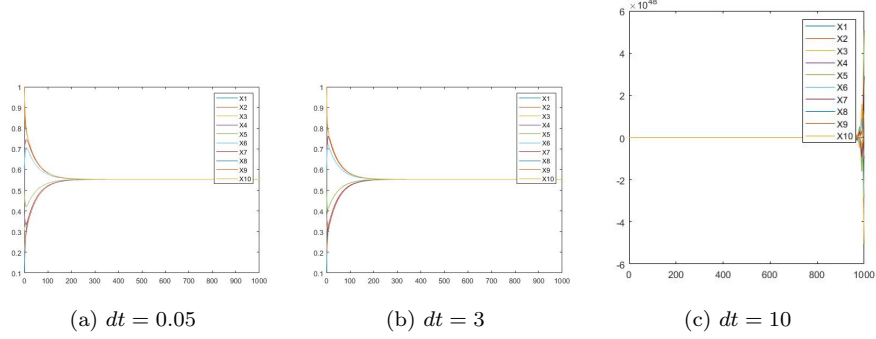 1
0.9
0.8
0.7
0.6
0.5
0.4
0.3
0.2
0.1
0 100 200 300 400 500 600 700 800 900 1000
X1
X2
X3
X4
X5
X6
X7
X8
X9
X10
(a) dt = 0.05
1
0.9
0.8
0.7
0.6
0.5
0.4
0.3
0.2
0.1
0 100 200 300 400 500 600 700 800 900 1000
X1
X2
X3
X4
X5
X6
X7
X8
X9
X10
(b) dt = 3
× 10^48
6
4
2
0
-2
-4
-6
0 200 400 600 800 1000
X1
X2
X3
X4
X5
X6
X7
X8
X9
X10
(c) dt = 10